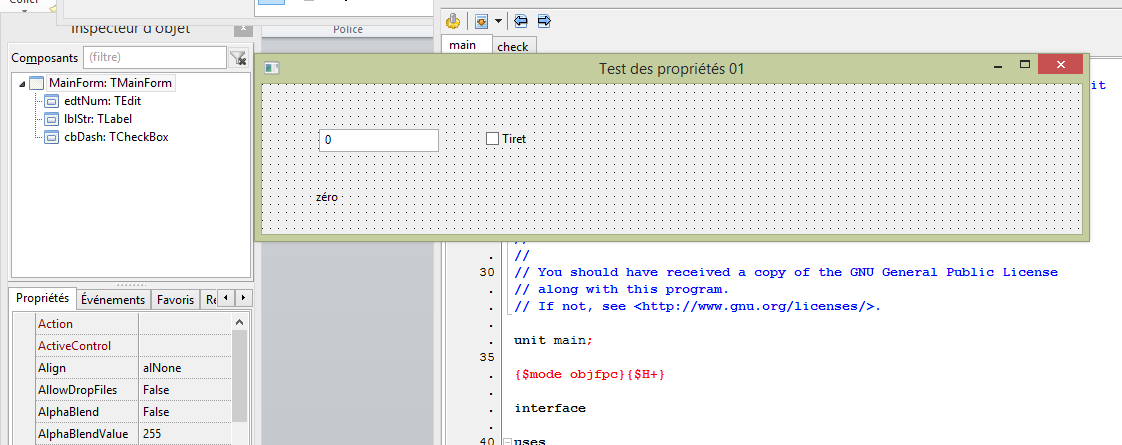 Coller
Police
Inspecteur d'objet
Composants (filtre)
MainForm: TMainForm
edtNum: TEdit
lblStr: TLabel
cbDash: TCheckBox
Propriétés Événements Favoris Re
Action
ActiveControl
Align alNone
AllowDropFiles False
AlphaBlend False
AlphaBlendValue 255
main check
Test des propriétés 01
it
0 Tiret
zéro
//
. //
30 // You should have received a copy of the GNU General Public License
. // along with this program.
. // If not, see <http://www.gnu.org/licenses/>.
.
. unit main;
35
. {$mode objfpc}{$H+}
.
. interface
.
40 uses